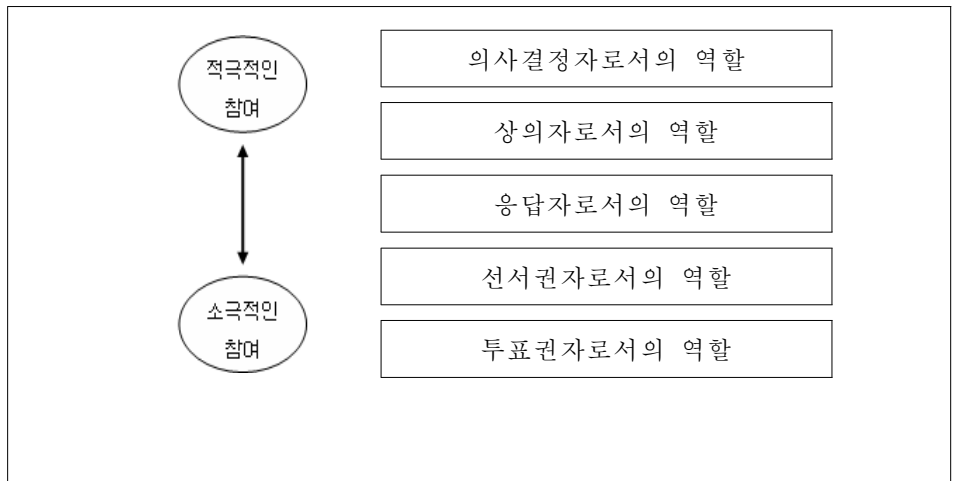 적극적인
참여
의사결정자로서의 역할
상의자로서의 역할
응답자로서의 역할
선서권자로서의 역할
투표권자로서의 역할
소극적인
참여